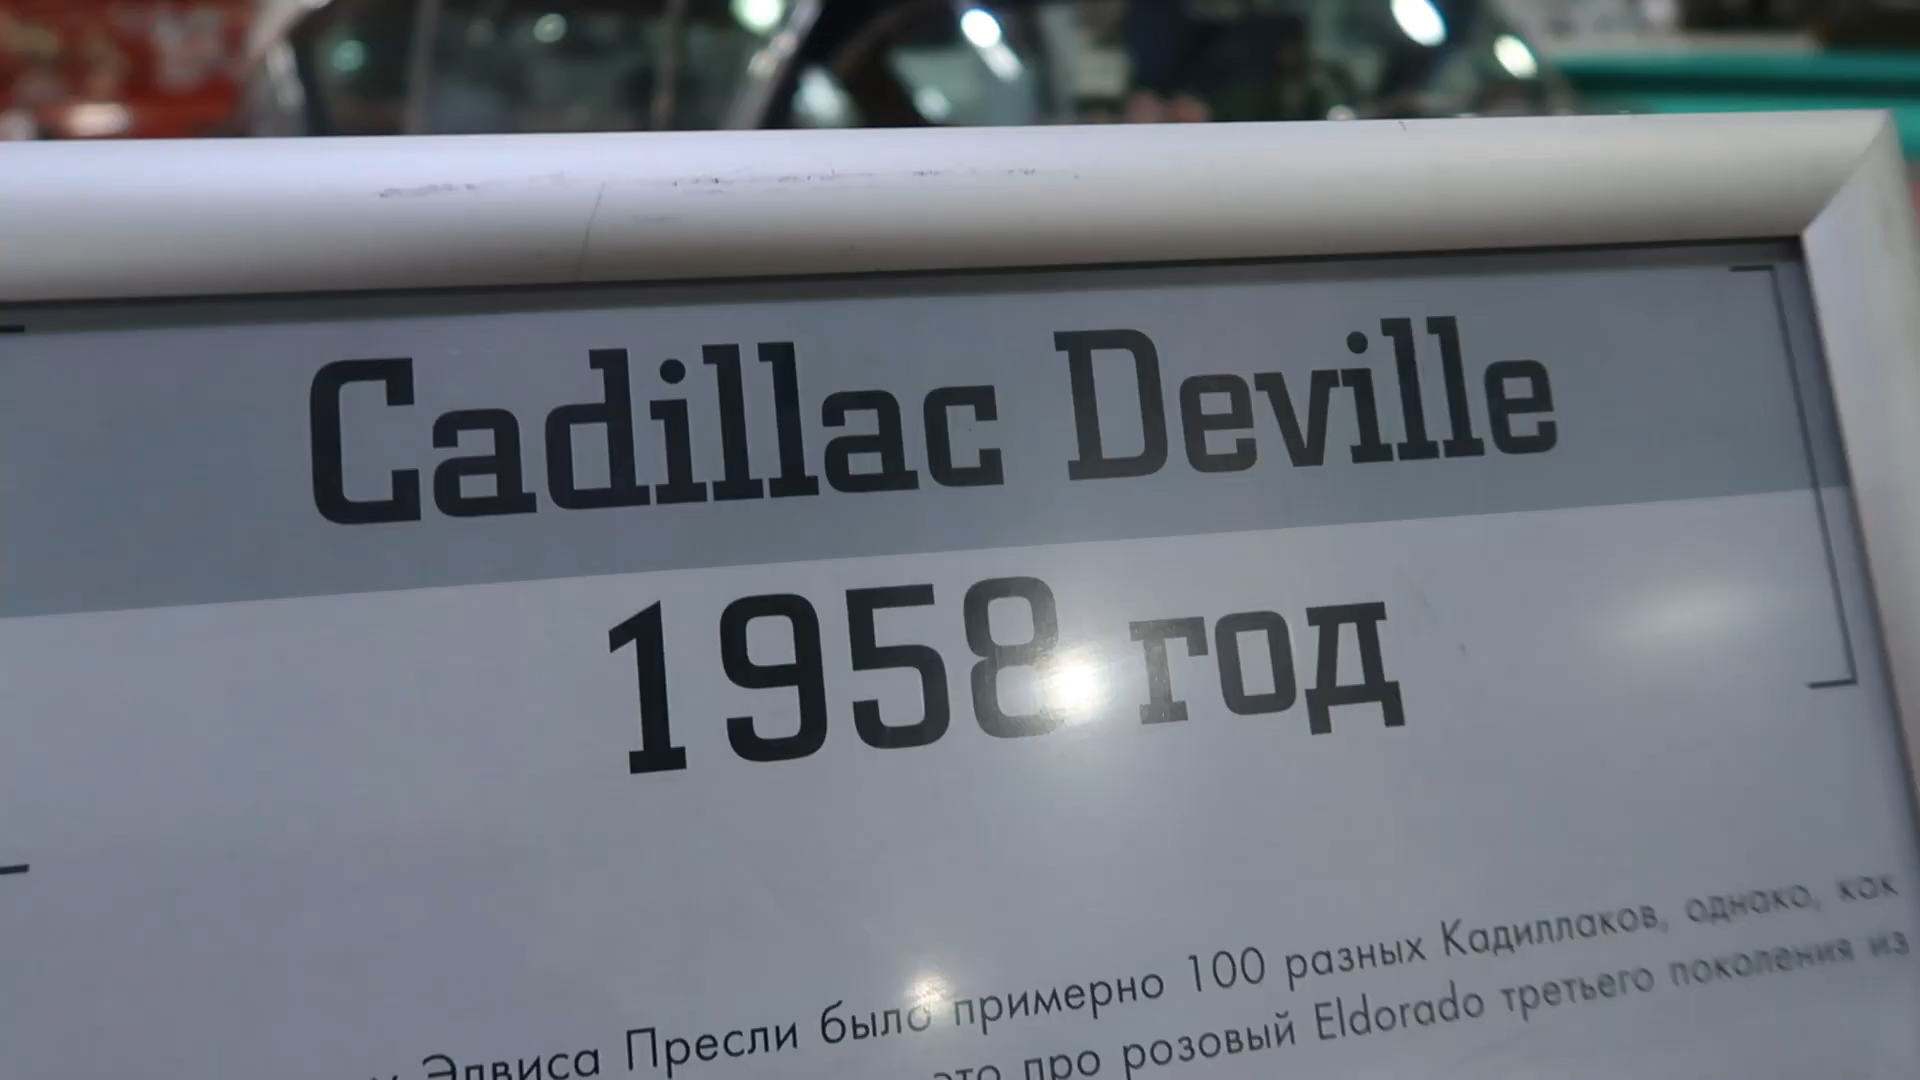 Cadillac Deville
1958 год
Элвиса Пресли было примерно 100 разных Кадиллаков, однако, как
это про розовый Eldorado третьего поколения из